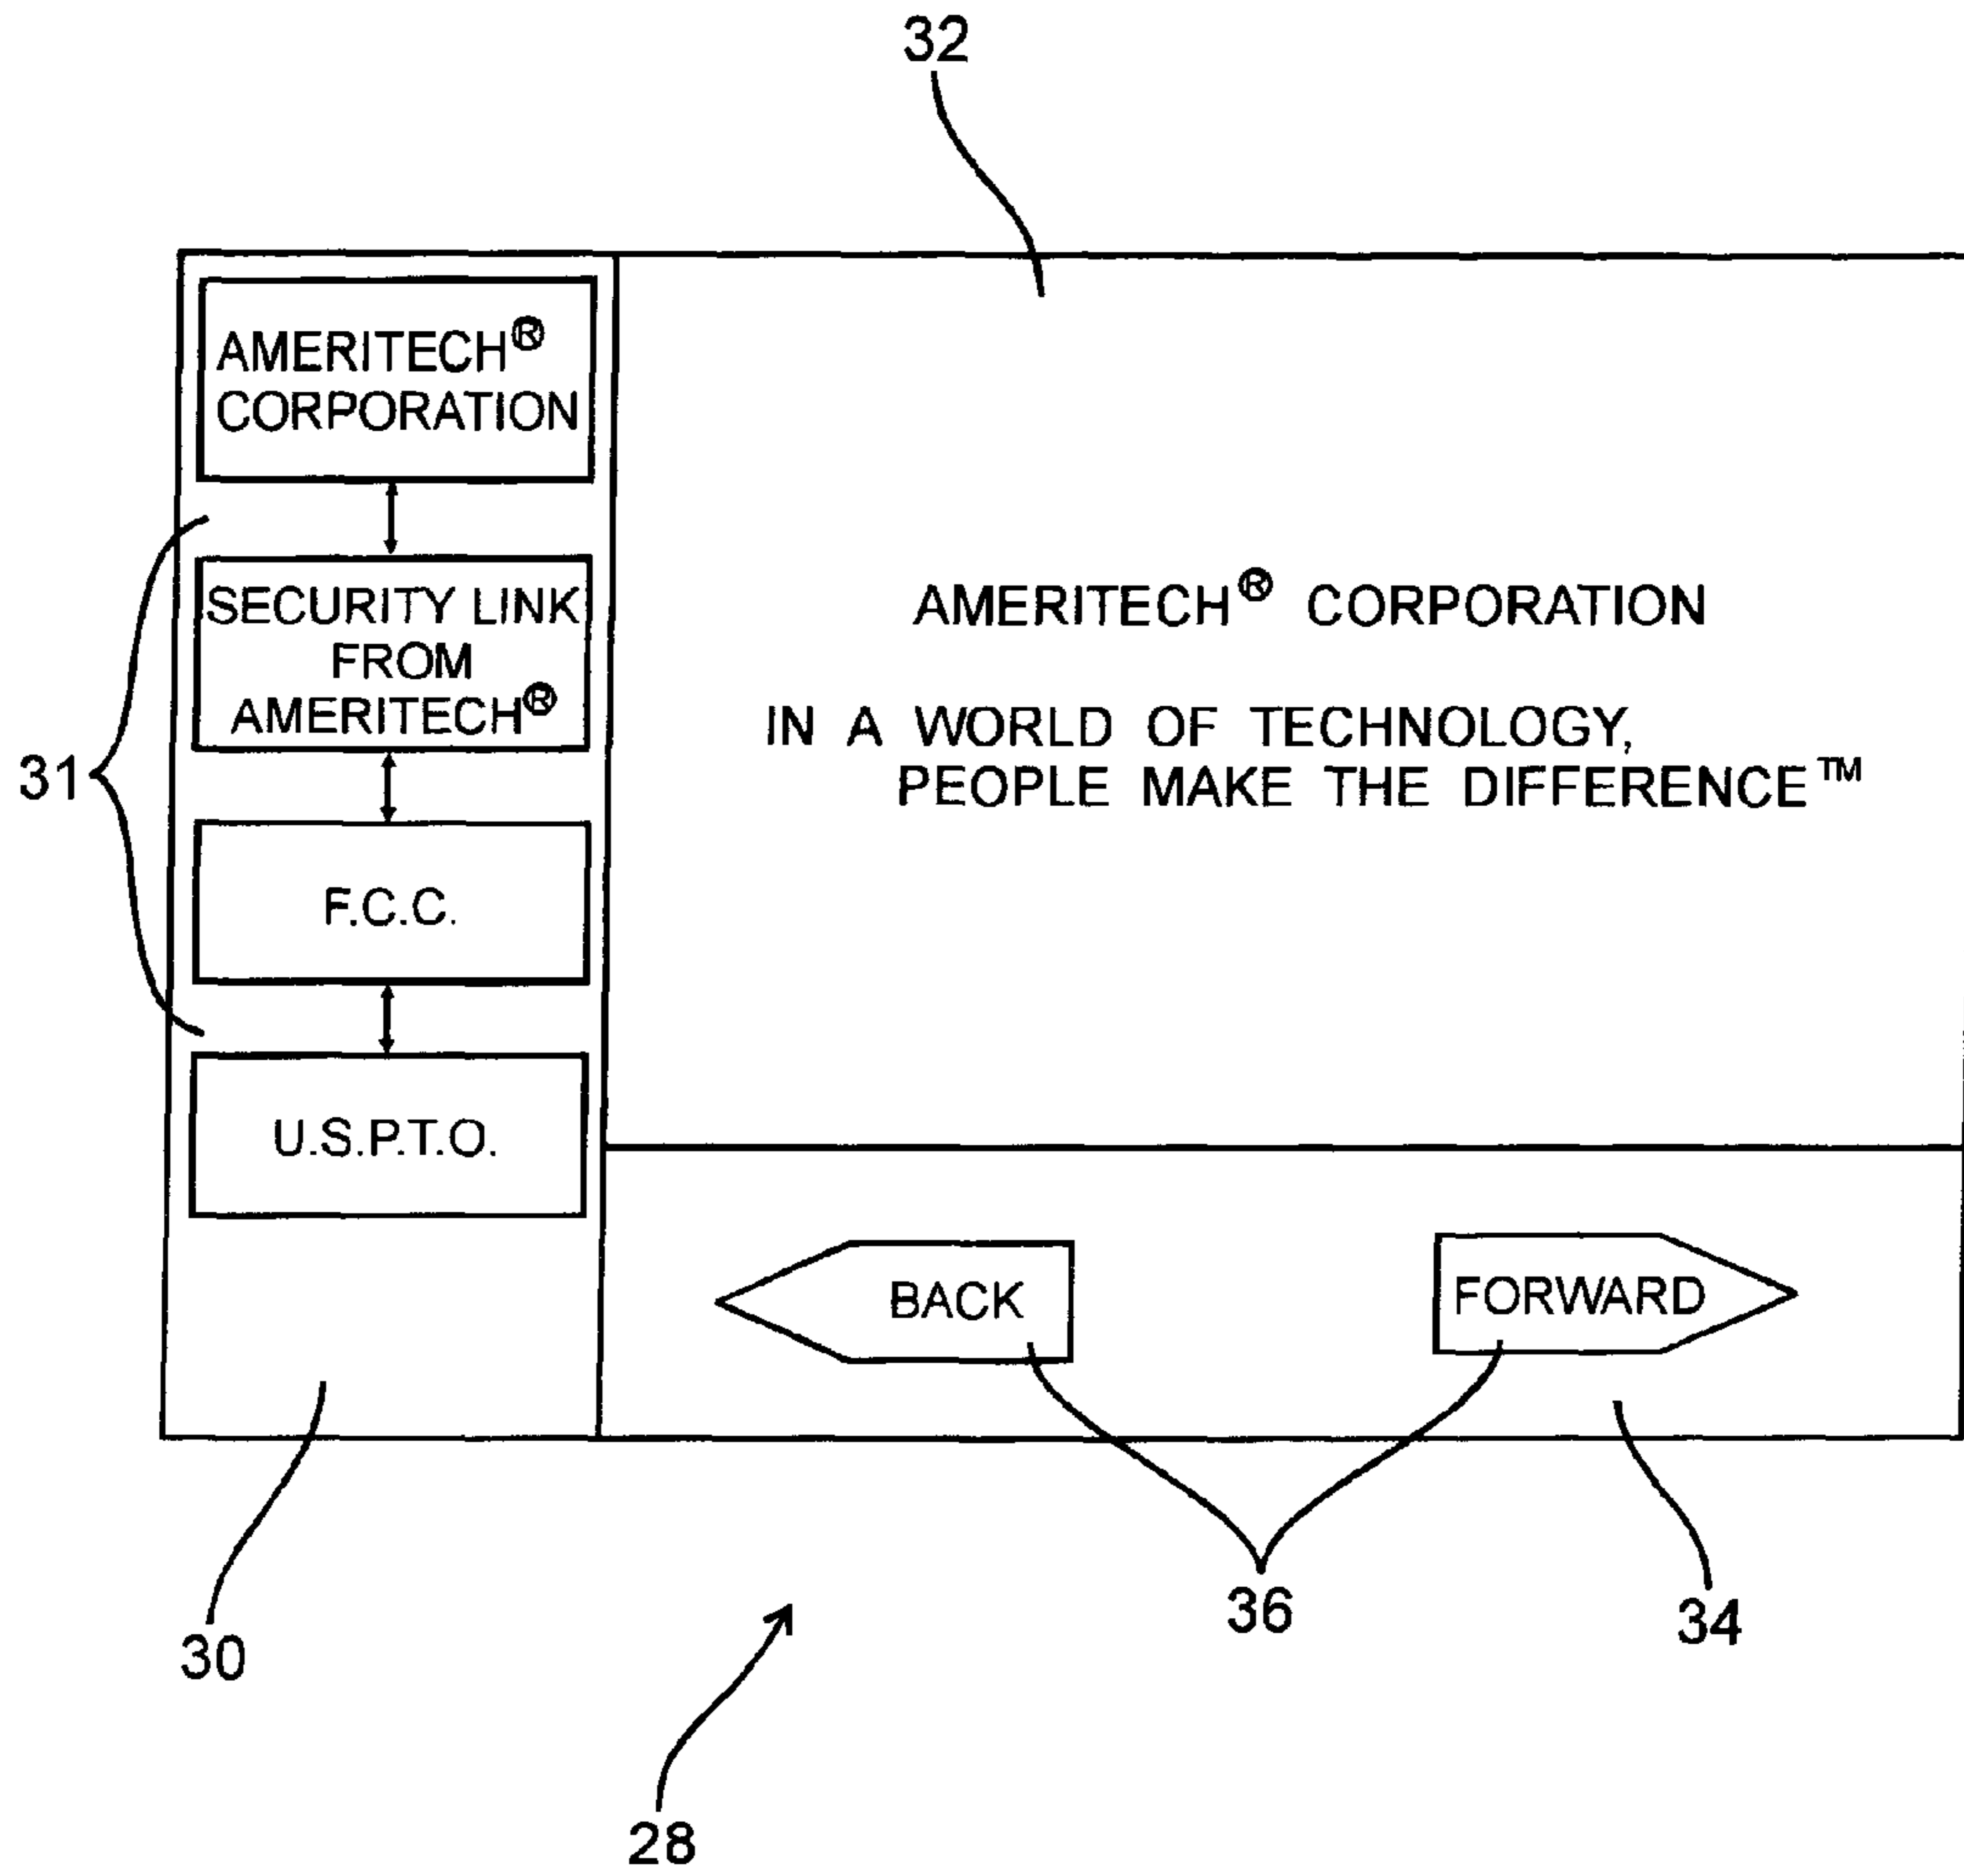 32
AMERITECH®
CORPORATION
SECURITY LINK
FROM
AMERITECH®
F.C.C.
U.S.P.T.O.
31
AMERITECH® CORPORATION
IN A WORLD OF TECHNOLOGY,
PEOPLE MAKE THE DIFFERENCE™
BACK
FORWARD
30
36
34
28